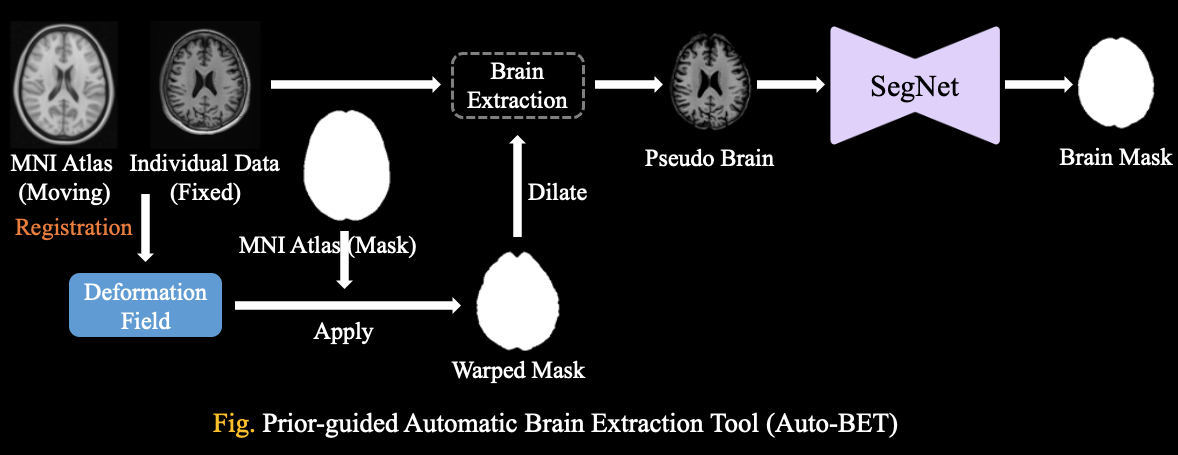 Brain
Extraction
SegNet
MNI Atlas
(Moving)
Individual Data
(Fixed)
Pseudo Brain
Brain Mask
Registration
Dilate
MNI Atlas (Mask)
Deformation
Field
Apply
Warped Mask
Fig. Prior-guided Automatic Brain Extraction Tool (Auto-BET)